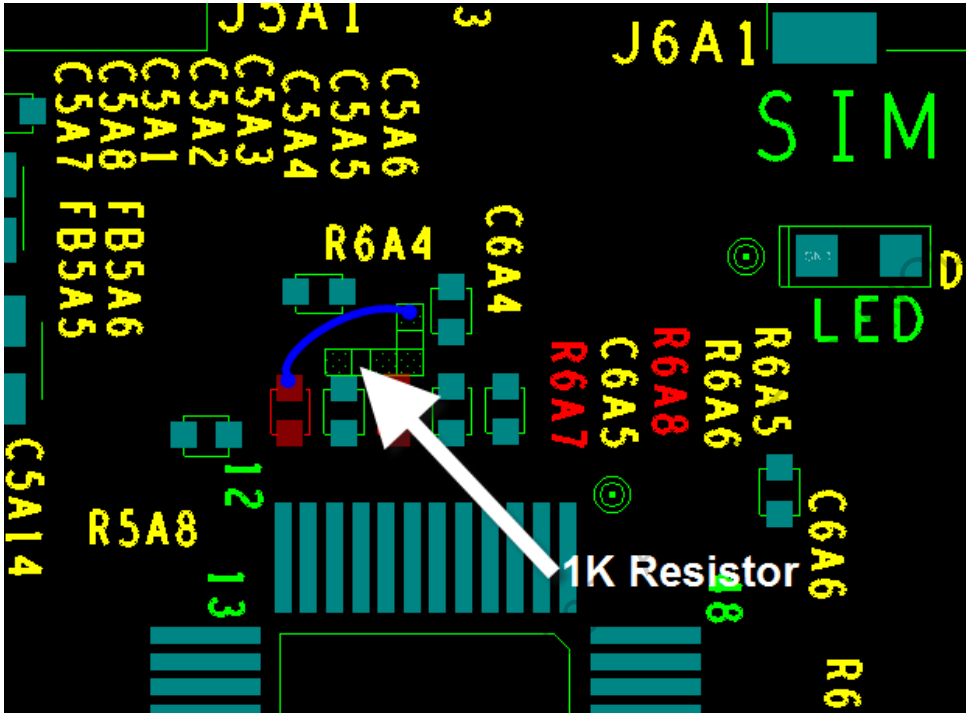 J5A1
3
J6A1
C5A7
C5A8
C5A1
C5A2
C5A3
C5A4
C5A5
C5A6
SIM
FB5A5
FB5A6
R6A4
C6A4
D
LED
R6A7
C6A5
R6A8
R6A6
R6A5
C5A14
12
R5A8
C6A6
1K Resistor
13
48
R6